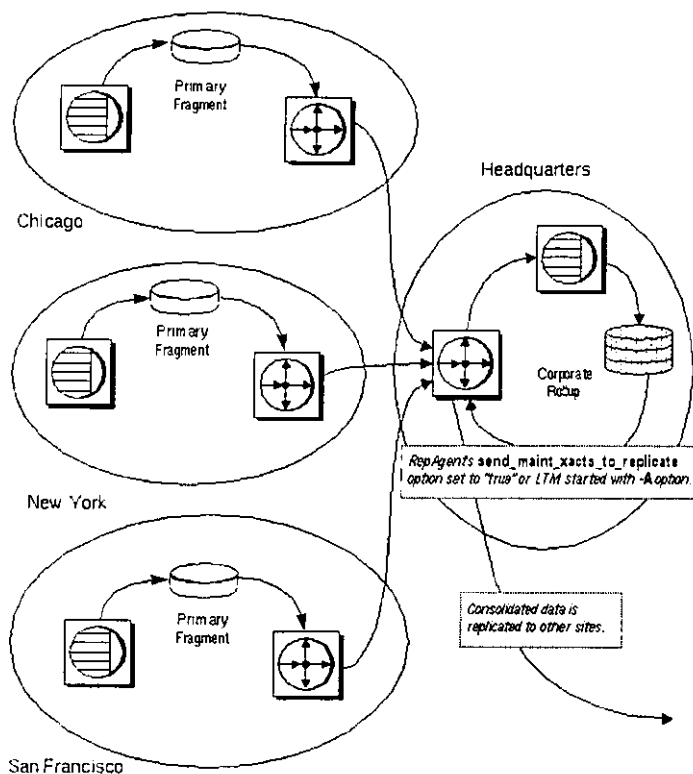 Primary
Fragment
Chicago
Headquarters
Primary
Fragment
Corporate
Rollup
RepAgent's send_maint_xacts_to_replicate
option set to "true" or LTM started with -A option.
New York
Primary
Fragment
Consolidated data is
replicated to other sites.
San Francisco